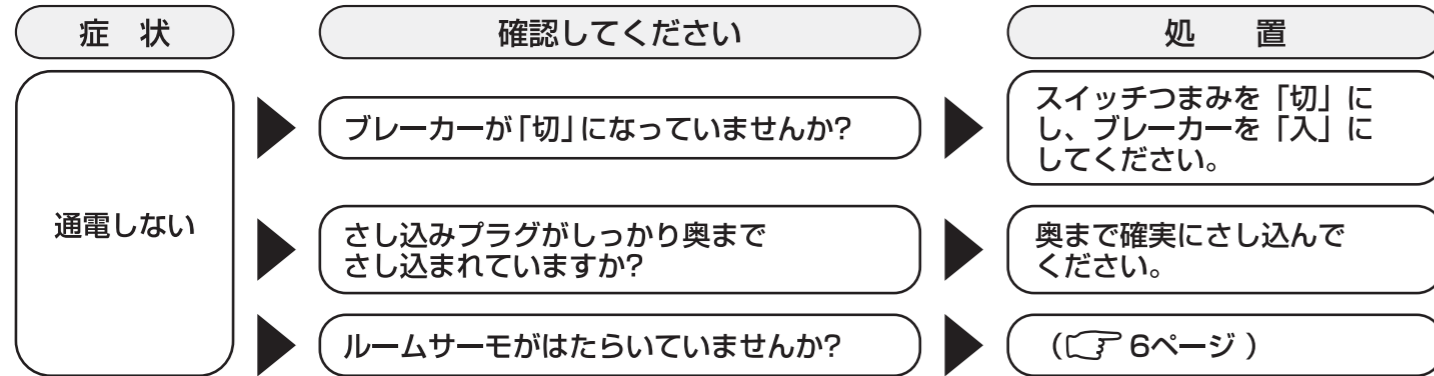 症 状
確認してください
処 置
通電しない
ブレーカーが「切」になっていませんか?
スイッチつまみを「切」に
し、ブレーカーを「入」に
してください。
さし込みプラグがしっかり奥まで
さし込まれていますか?
奥まで確実にさし込んで
ください。
ルームサーモがはたらいていませんか?
(☞ 6ページ )